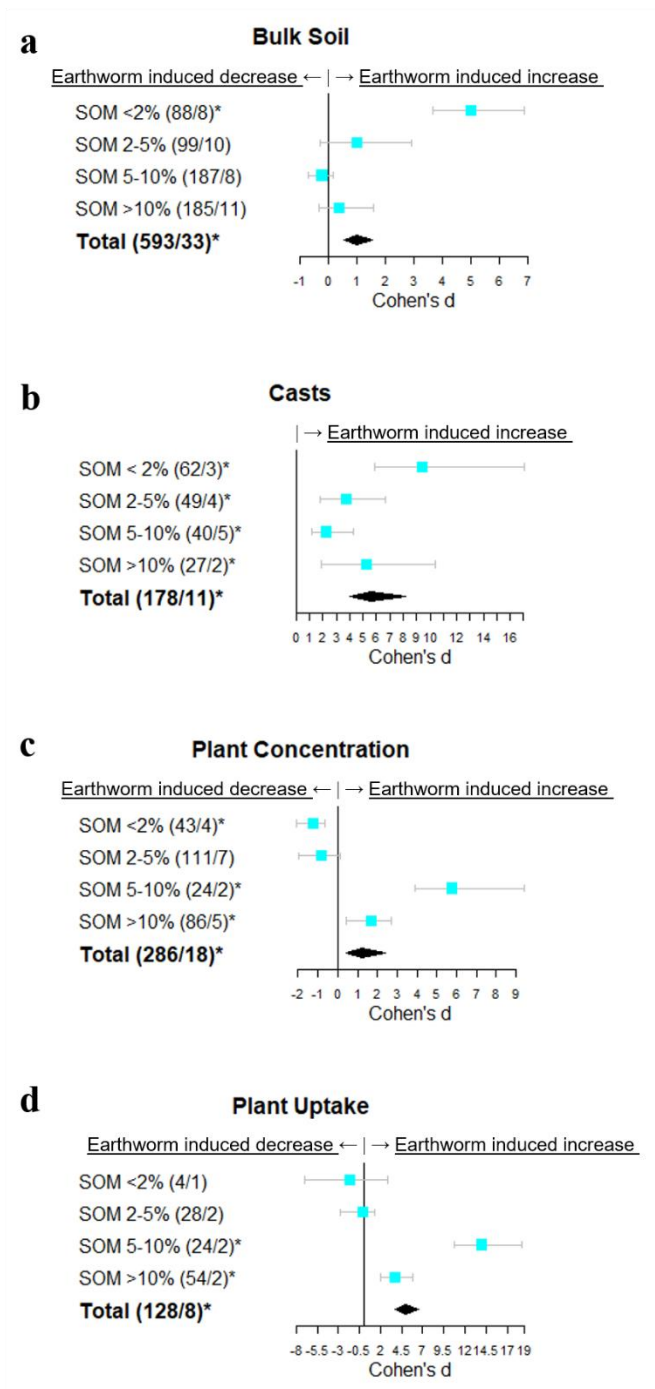 a
Bulk Soil
Earthworm induced decrease ← | → Earthworm induced increase
SOM <2% (88/8)*
SOM 2-5% (99/10)
SOM 5-10% (187/8)
SOM >10% (185/11)
Total (593/33)*
-1 0 1 2 3 4 5 6 7
Cohen's d
b
Casts
| → Earthworm induced increase
SOM < 2% (62/3)*
SOM 2-5% (49/4)*
SOM 5-10% (40/5)*
SOM >10% (27/2)*
Total (178/11)*
0 1 2 3 4 5 6 7 8 9 10 12 14 16
Cohen's d
c
Plant Concentration
Earthworm induced decrease ← | → Earthworm induced increase
SOM <2% (43/4)*
SOM 2-5% (111/7)
SOM 5-10% (24/2)*
SOM >10% (86/5)*
Total (286/18)*
-2 -1 0 1 2 3 4 5 6 7 8 9
Cohen's d
d
Plant Uptake
Earthworm induced decrease ← | → Earthworm induced increase
SOM <2% (4/1)
SOM 2-5% (28/2)
SOM 5-10% (24/2)*
SOM >10% (54/2)*
Total (128/8)*
-8 -5.5 -3 -0.5 2 4.5 7 9.5 12 14.5 17 19
Cohen's d